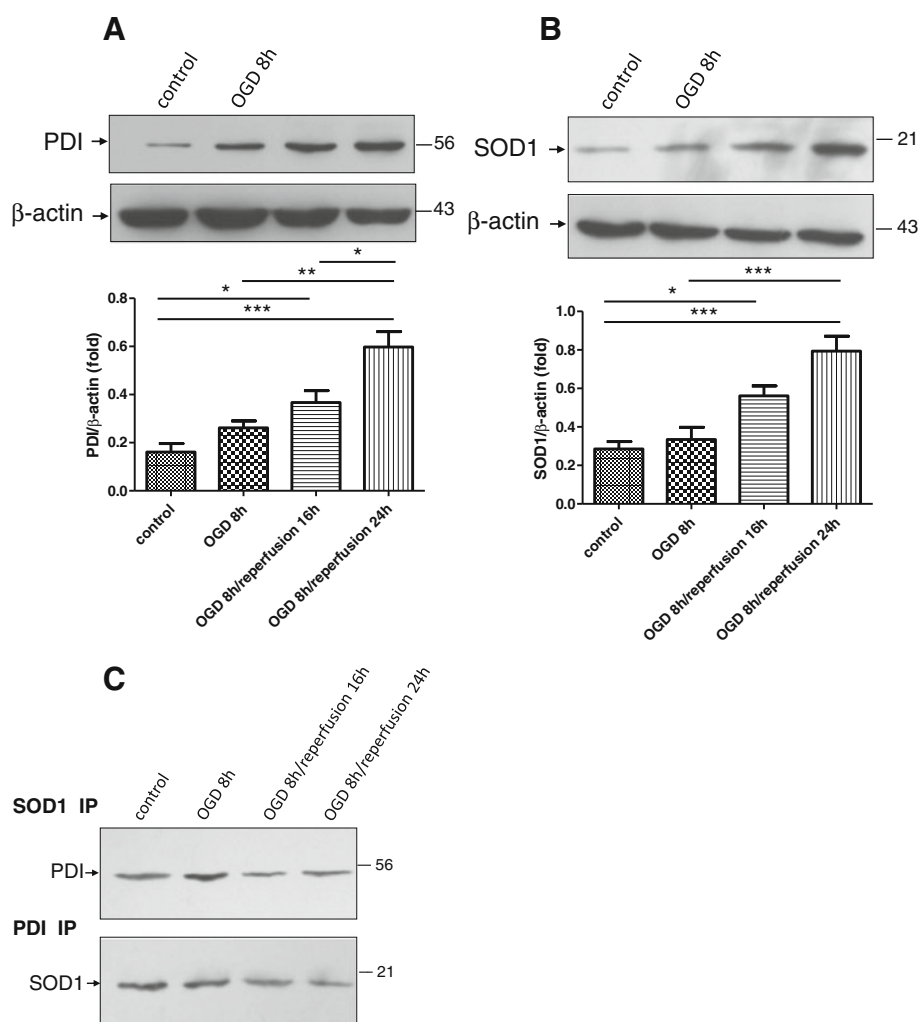 A
control
OGD 8h
PDI
56
β-actin
43
*
**
*
***
PDI/β-actin (fold)
0.8
0.6
0.4
0.2
0.0
control
OGD 8h
OGD 8h/reperfusion 16h
OGD 8h/reperfusion 24h
B
control
OGD 8h
SOD1
21
β-actin
43
***
*
***
SOD1/β-actin (fold)
1.0
0.8
0.6
0.4
0.2
0.0
control
OGD 8h
OGD 8h/reperfusion 16h
OGD 8h/reperfusion 24h
C
control
OGD 8h
OGD 8h/reperfusion 16h
OGD 8h/reperfusion 24h
SOD1 IP
PDI
56
PDI IP
SOD1
21